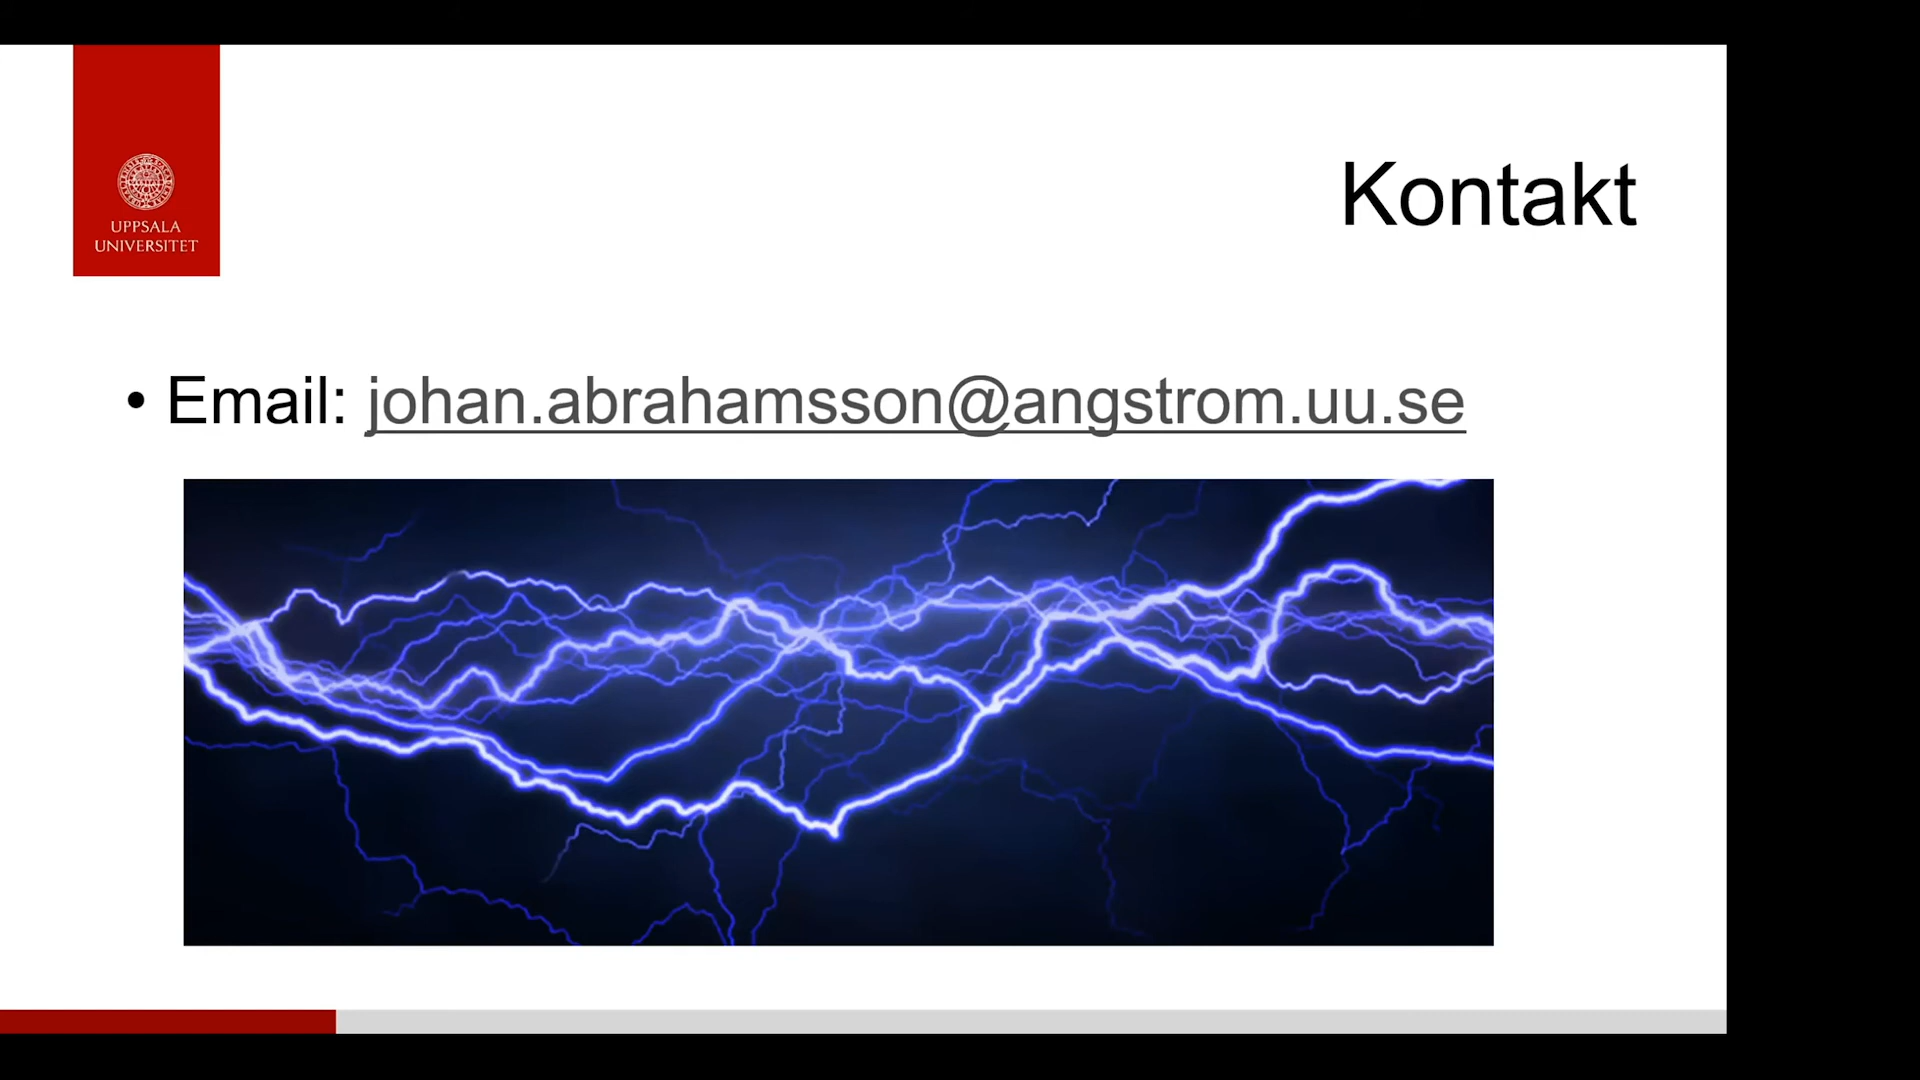 UPPSALA
UNIVERSITET
Kontakt
• Email: johan.abrahamsson@angstrom.uu.se